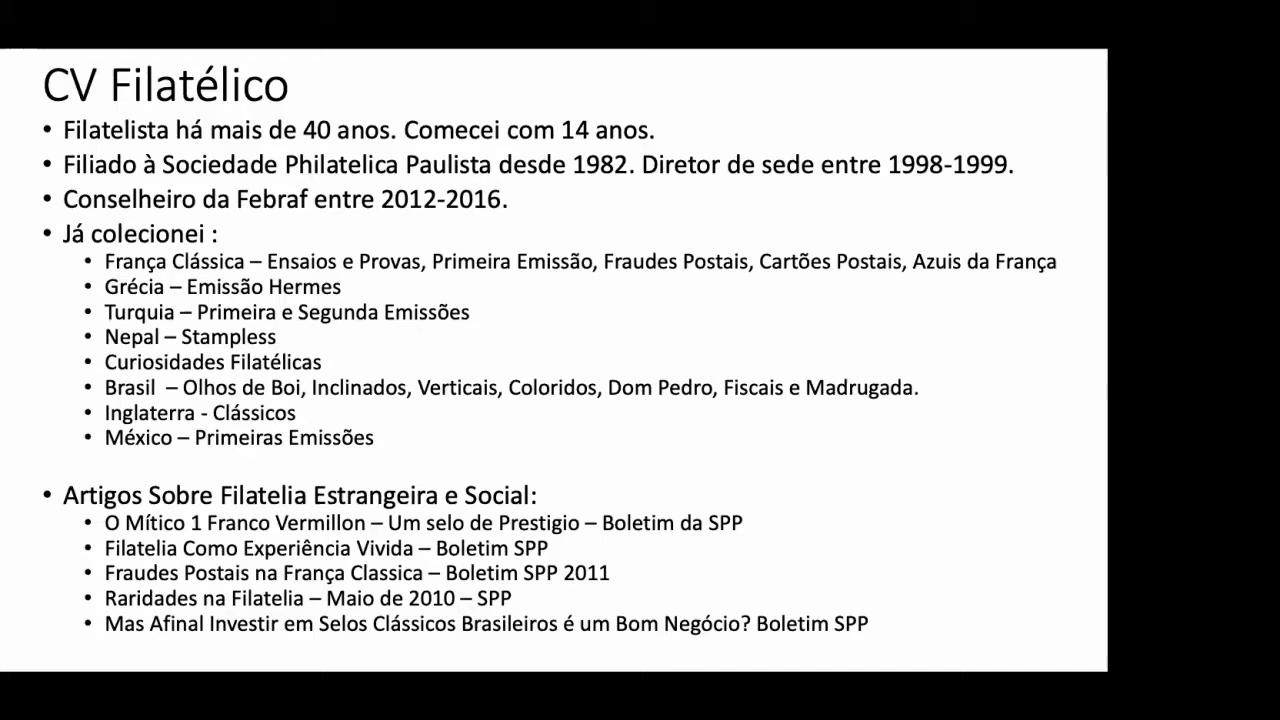 CV Filatélico
• Filatelista há mais de 40 anos. Comecei com 14 anos.
• Filiado à Sociedade Philatelica Paulista desde 1982. Diretor de sede entre 1998-1999.
• Conselheiro da Febraf entre 2012-2016.
• Já colecionei :
• França Clássica – Ensaios e Provas, Primeira Emissão, Fraudes Postais, Cartões Postais, Azuis da França
• Grécia – Emissão Hermes
• Turquia – Primeira e Segunda Emissões
• Nepal – Stampless
• Curiosidades Filatélicas
• Brasil – Olhos de Boi, Inclinados, Verticais, Coloridos, Dom Pedro, Fiscais e Madrugada.
• Inglaterra - Clássicos
• México – Primeiras Emissões
• Artigos Sobre Filatelia Estrangeira e Social:
• O Mítico 1 Franco Vermillon – Um selo de Prestigio – Boletim da SPP
• Filatelia Como Experiência Vivida – Boletim SPP
• Fraudes Postais na França Classica – Boletim SPP 2011
• Raridades na Filatelia – Maio de 2010 – SPP
• Mas Afinal Investir em Selos Clássicos Brasileiros é um Bom Negócio? Boletim SPP